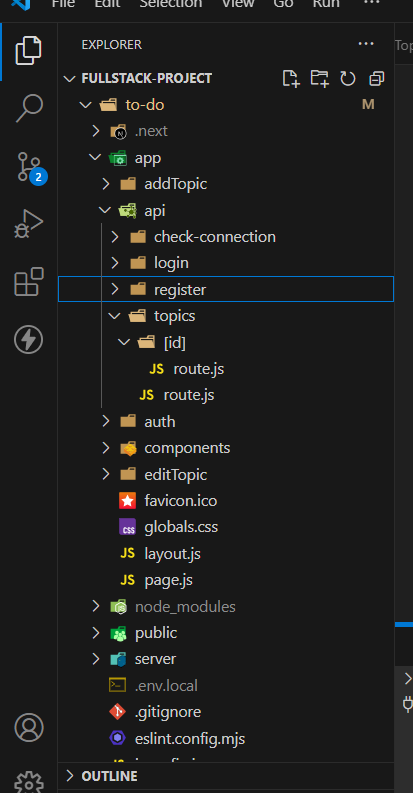 File Edit Selection View Go Run ...
EXPLORER ...
Top
FULLSTACK-PROJECT
to-do M
.next
app
addTopic
api
check-connection
login
register
topics
[id]
JS route.js
JS route.js
auth
components
editTopic
favicon.ico
CSS globals.css
JS layout.js
JS page.js
node_modules
public
server
.env.local
.gitignore
eslint.config.mjs
OUTLINE
2